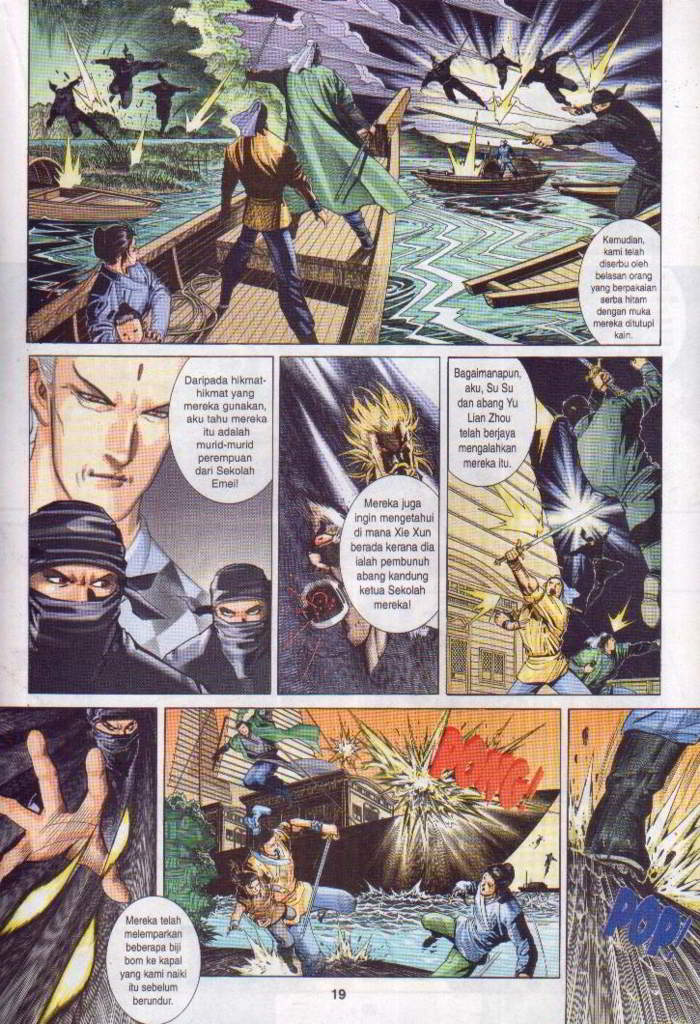 Kemudian,
kami telah
diserbu oleh
belasan orang
yang berpakaian
serba hitam
dengan muka
mereka ditutupi
kain.
Daripada hikmat-
hikmat yang
mereka gunakan,
aku tahu mereka
itu adalah
murid-murid
perempuan
dari Sekolah
Emei!
Mereka juga
ingin mengetahui
di mana Xie Xun
berada kerana dia
ialah pembunuh
abang kandung
ketua Sekolah
mereka!
Bagaimanapun,
aku, Su Su
dan abang Yu
Lian Zhou
telah berjaya
mengalahkan
mereka itu.
Mereka telah
melemparkan
beberapa biji
bom ke kapal
yang kami naiki
itu sebelum
berundur.
PONG!
POP!
19